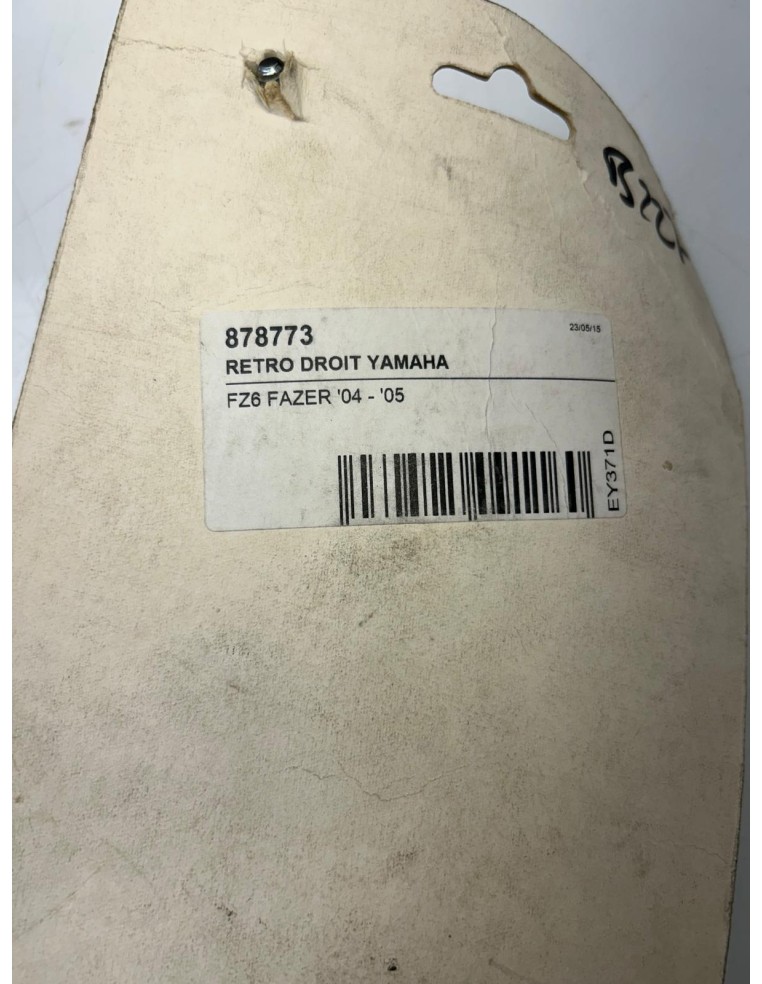 878773
23/05/15
RETRO DROIT YAMAHA
FZ6 FAZER '04 - '05
EY371D